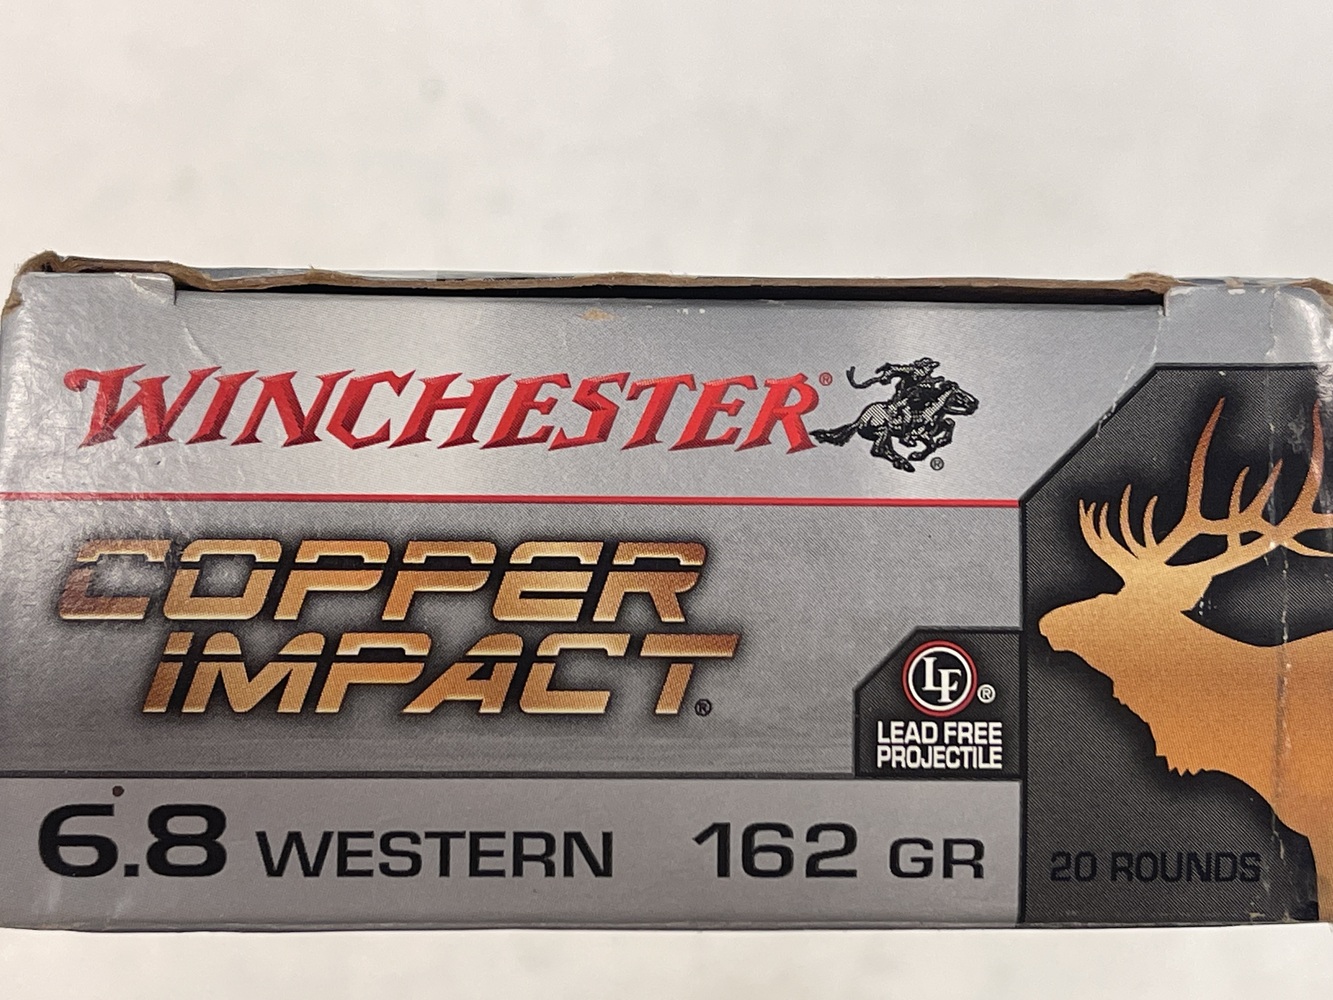 WINCHESTER®
®
COPPER
IMPACT®
LF®
LEAD FREE
PROJECTILE
6.8 WESTERN 162 GR
20 ROUNDS